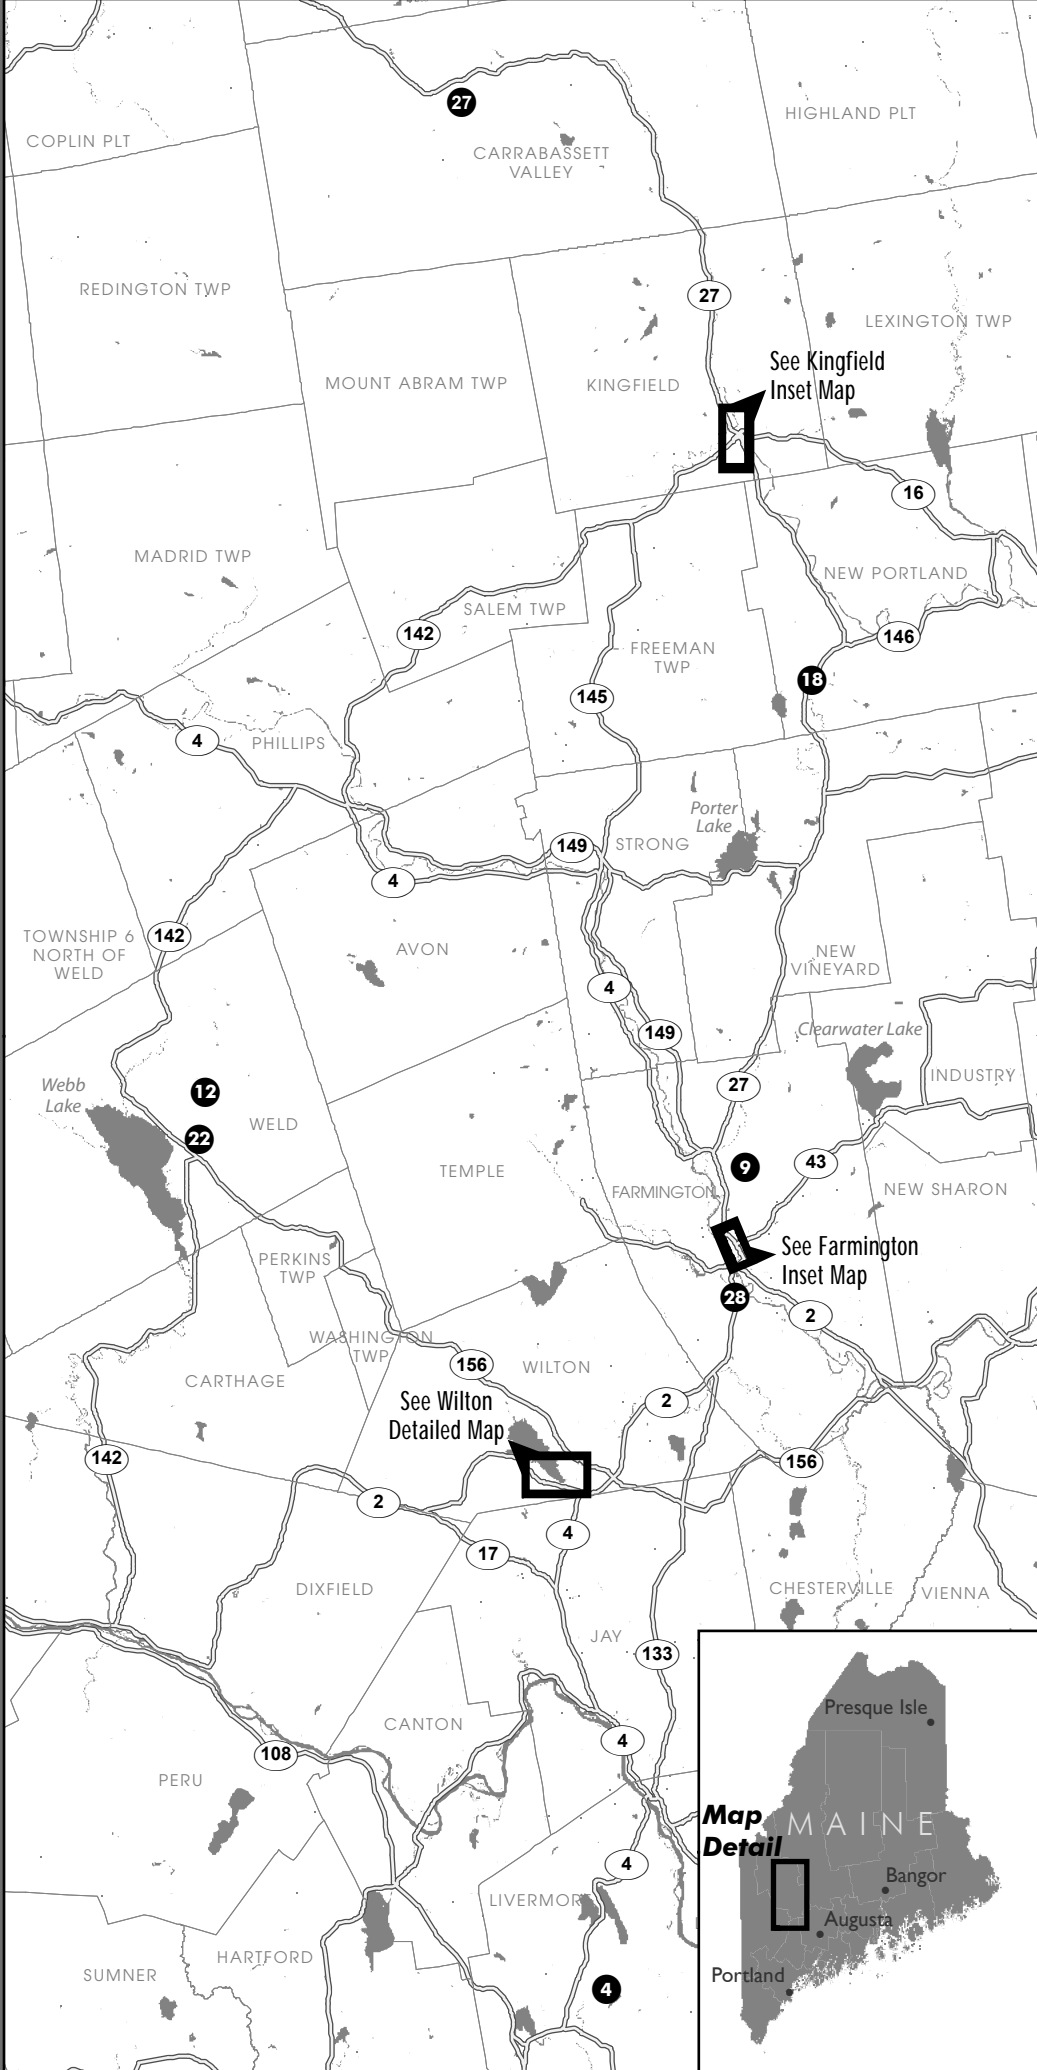 27
HIGHLAND PLT
COPLIN PLT
CARRABASSETT
VALLEY
REDINGTON TWP
27
LEXINGTON TWP
See Kingfield
Inset Map
MOUNT ABRAM TWP
KINGFIELD
16
MADRID TWP
NEW PORTLAND
SALEM TWP
142
146
FREEMAN
TWP
18
145
4
PHILLIPS
Porter
Lake
149
STRONG
4
142
TOWNSHIP 6
NORTH OF
WELD
AVON
NEW
VINEYARD
4
149
Clearwater Lake
INDUSTRY
27
Webb
Lake
12
WELD
22
9
43
TEMPLE
FARMINGTON
NEW SHARON
See Farmington
Inset Map
PERKINS
TWP
28
2
WASHINGTON
TWP
156
WILTON
CARTHAGE
2
See Wilton
Detailed Map
142
156
2
4
17
DIXFIELD
CHESTERVILLE
VIENNA
JAY
133
CANTON
4
108
PERU
4
LIVERMORE
HARTFORD
SUMNER
4
Presque Isle
Map
Detail
MAINE
Bangor
Augusta
Portland